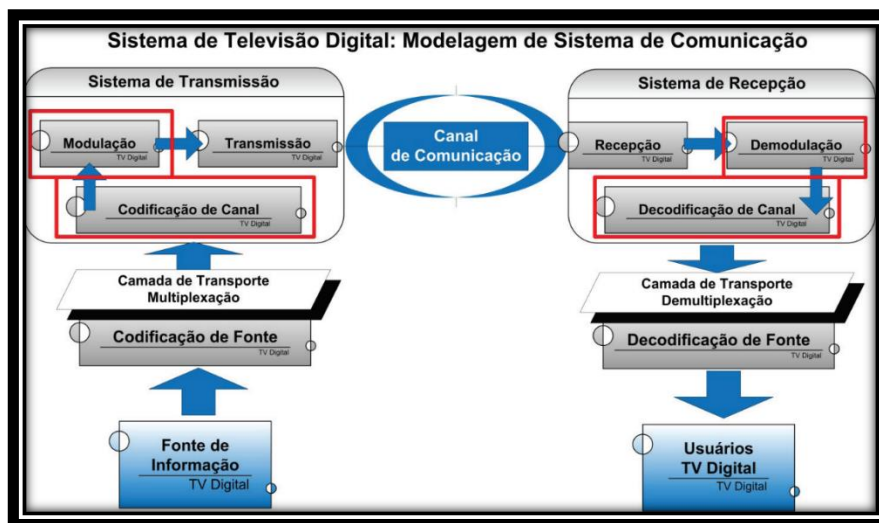 Sistema de Televisão Digital: Modelagem de Sistema de Comunicação
Sistema de Transmissão
Modulação
TV Digital
Transmissão
TV Digital
Codificação de Canal
TV Digital
Camada de Transporte
Multiplexação
Codificação de Fonte
TV Digital
Fonte de
Informação
TV Digital
Canal
de Comunicação
Sistema de Recepção
Recepção
TV Digital
Demodulação
TV Digital
Decodificação de Canal
TV Digital
Camada de Transporte
Demultiplexação
Decodificação de Fonte
TV Digital
Usuários
TV Digital
TV Digital